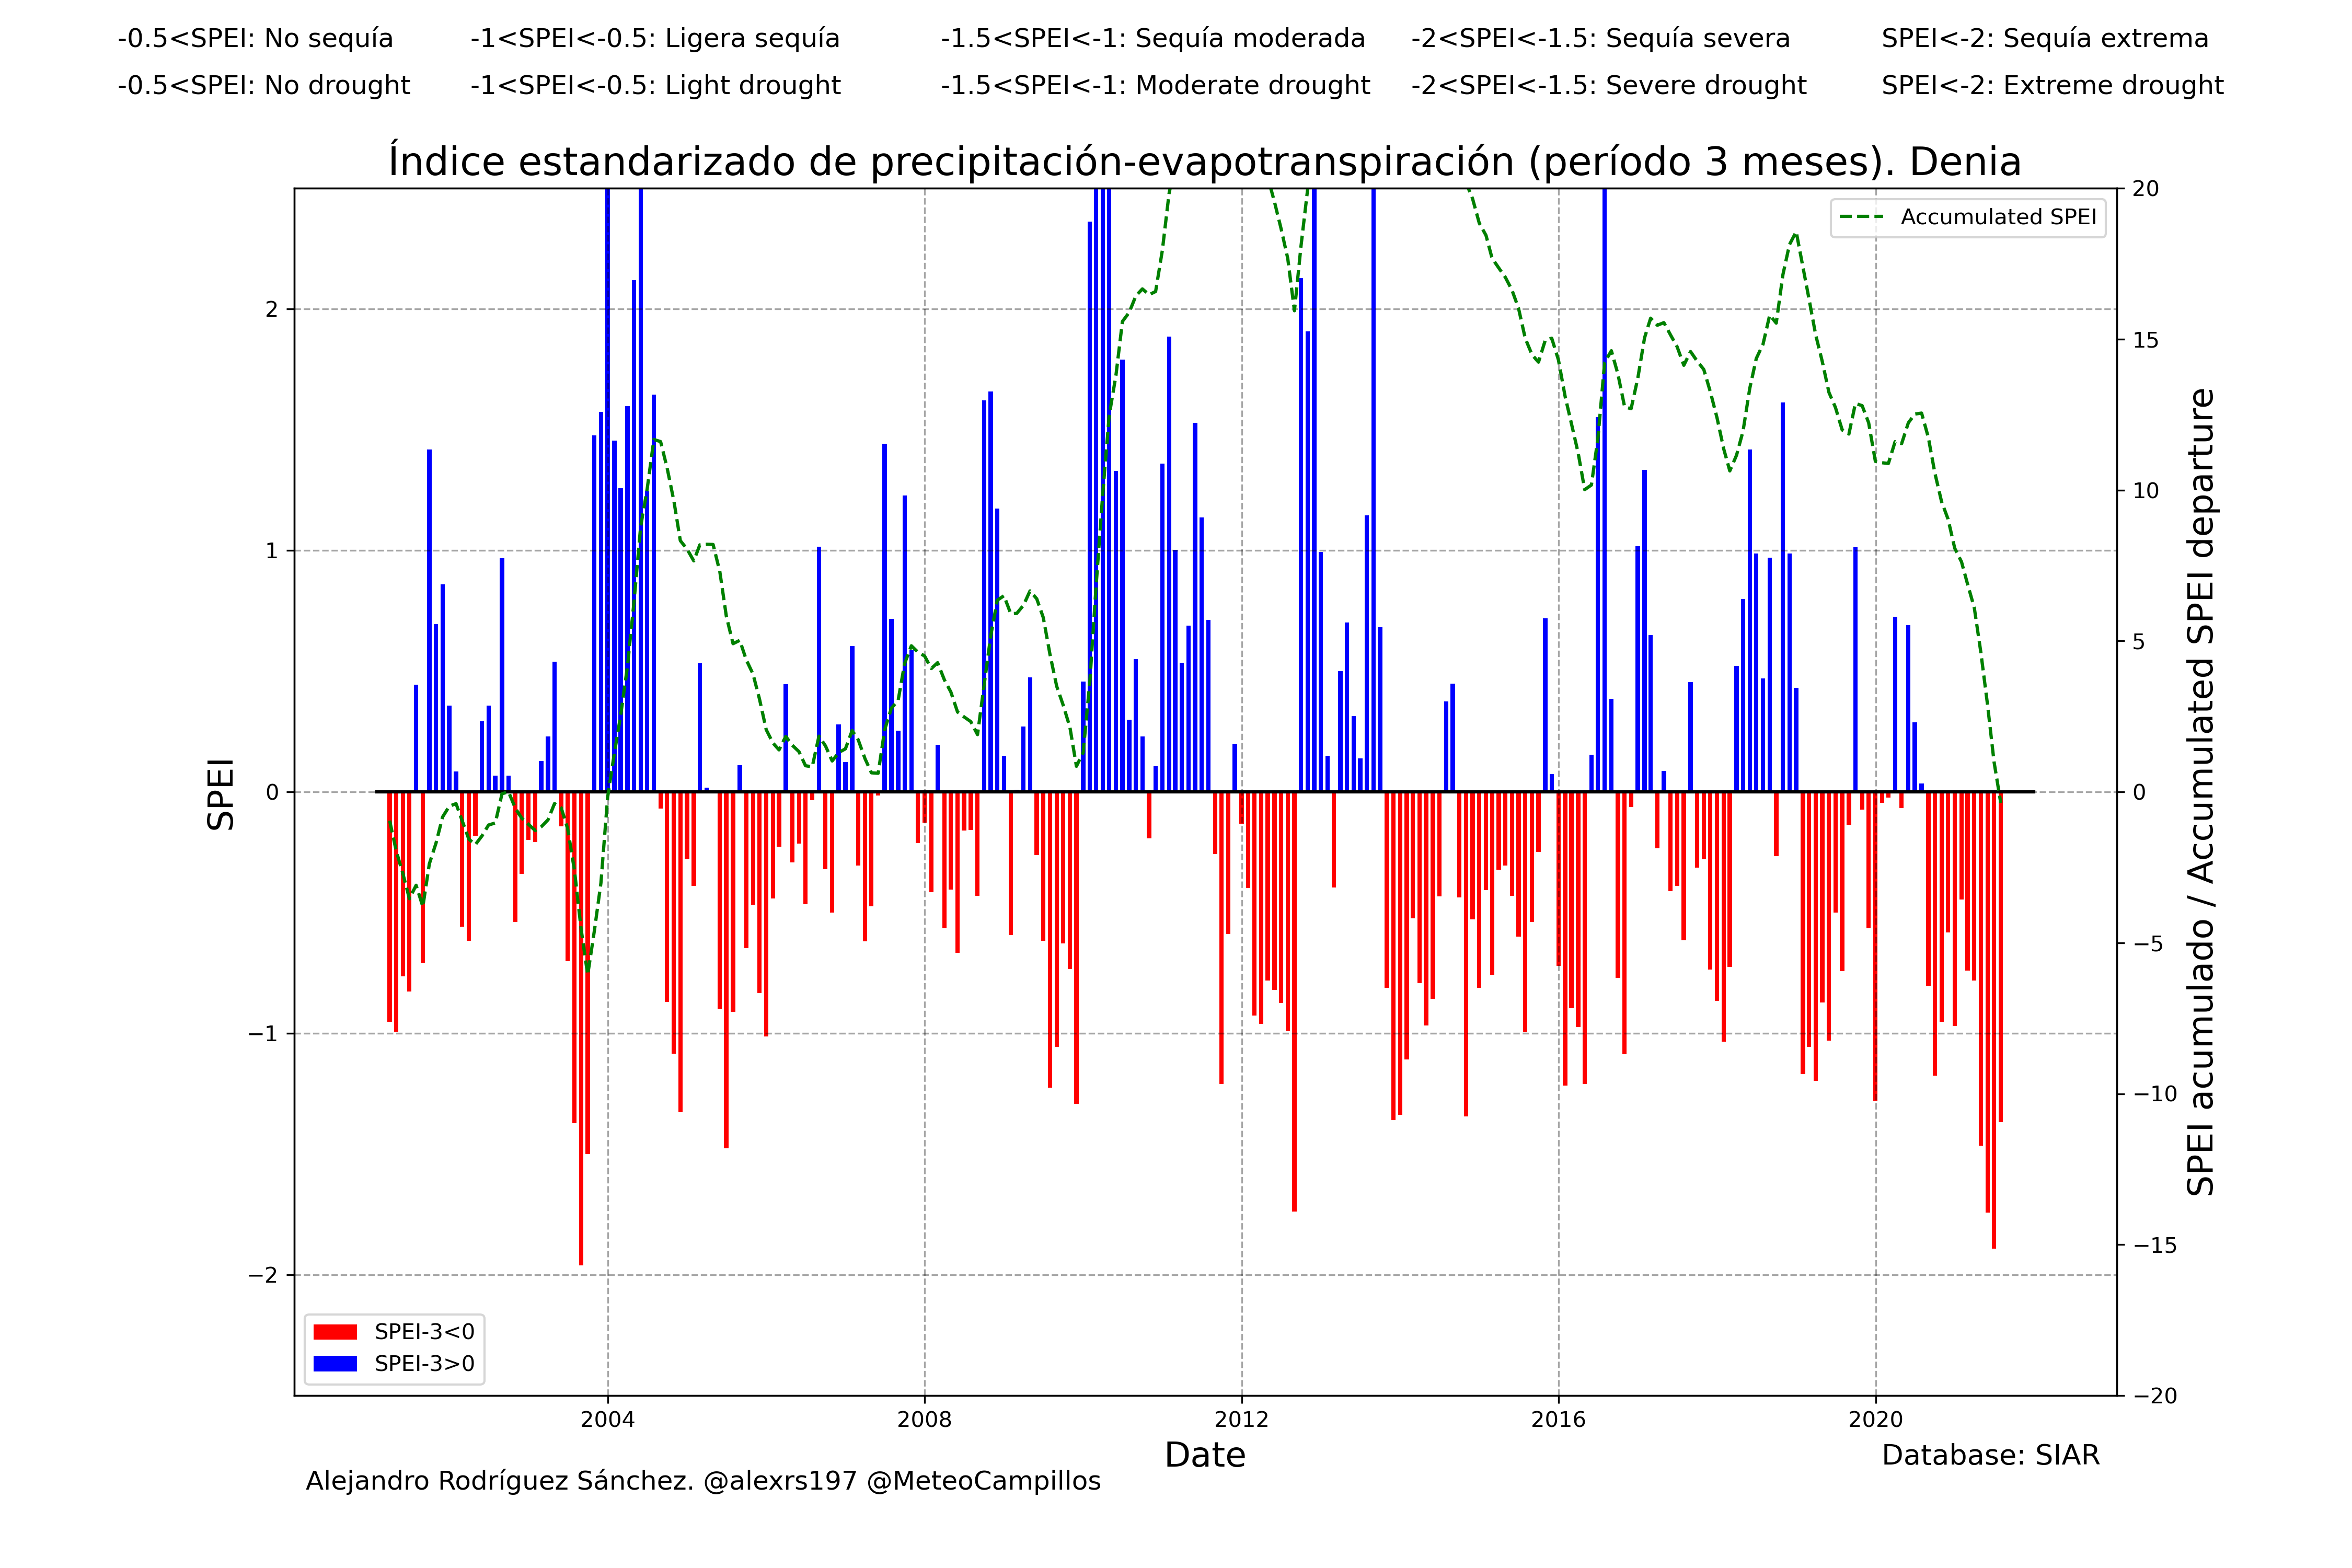 -0.5<SPEI: No sequía -1<SPEI<-0.5: Ligera sequía -1.5<SPEI<-1: Sequía moderada -2<SPEI<-1.5: Sequía severa SPEI<-2: Sequía extrema
-0.5<SPEI: No drought -1<SPEI<-0.5: Light drought -1.5<SPEI<-1: Moderate drought -2<SPEI<-1.5: Severe drought SPEI<-2: Extreme drought
Índice estandarizado de precipitación-evapotranspiración (período 3 meses). Denia
Accumulated SPEI
SPEI
2
1
0
−1
−2
20
15
10
5
0
−5
−10
−15
−20
SPEI acumulado / Accumulated SPEI departure
SPEI-3<0
SPEI-3>0
2004 2008 2012 2016 2020
Date
Database: SIAR
Alejandro Rodríguez Sánchez. @alexrs197 @MeteoCampillos